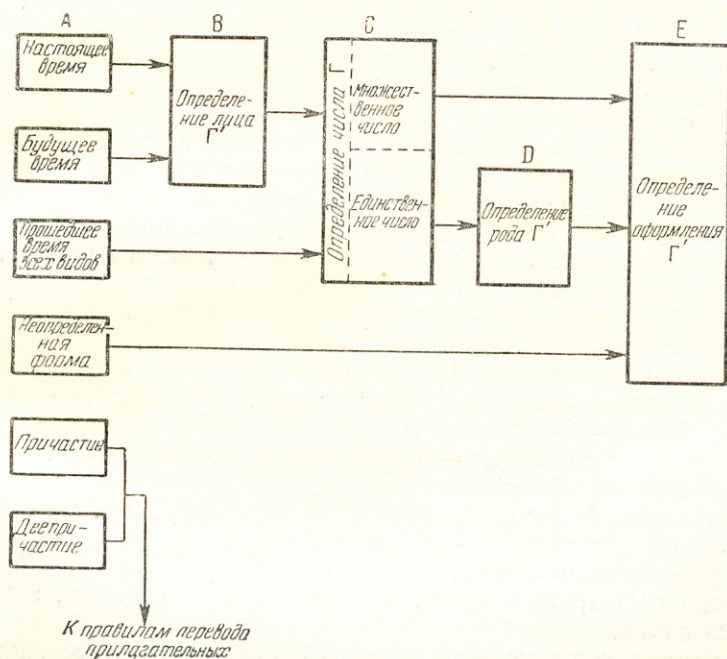 A
B
C
D
E
Настоящее
время
Будущее
время
Прошедшее
время
всех видов
Неопределен-
ная
форма
Причастия
Деепри-
частие
Определе-
ние лица
Г'
Определение числа Г
Множест-
венное
число
Единствен-
ное число
Определение
рода Г'
Определе-
ние
оформления
Г'
К правилам перевода
прилагательных